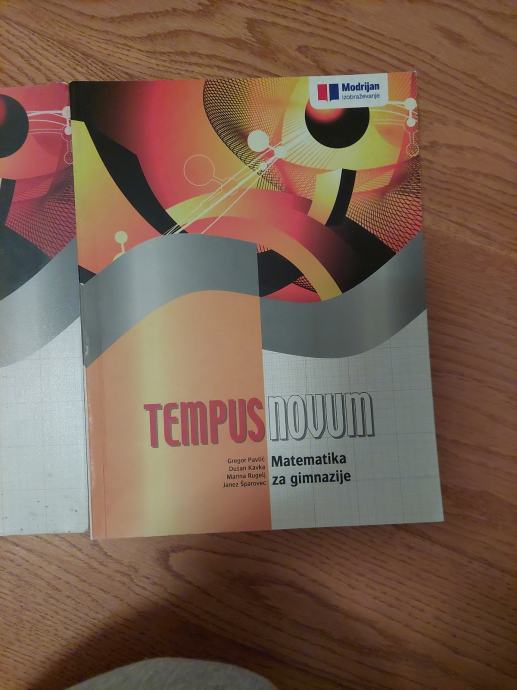 Modrijan
izobraževanje
TEMPUS NOVUM
Gregor Pavlič
Dušan Kavka
Marina Rugelj
Janez Šparovec
Matematika
za gimnazije